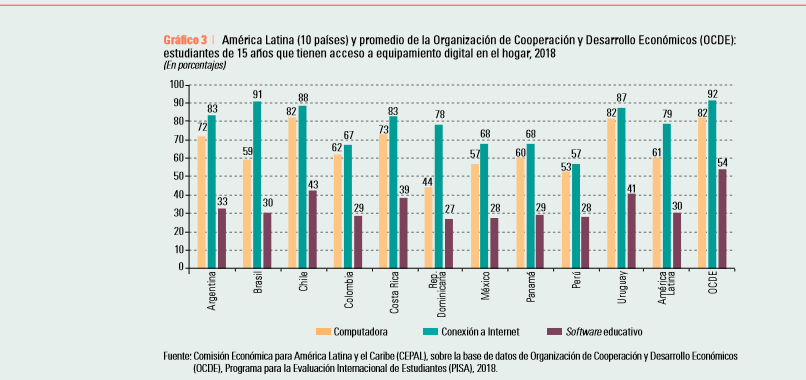 Gráfico 3 | América Latina (10 países) y promedio de la Organización de Cooperación y Desarrollo Económicos (OCDE):
estudiantes de 15 años que tienen acceso a equipamiento digital en el hogar, 2018
(En porcentajes)
100
90
80
70
60
50
40
30
20
10
0
72 83 33
59 91 30
82 88 43
62 67 29
73 83 39
44 78 27
57 68 28
60 68 29
53 57 28
82 87 41
61 79 30
82 92 54
Argentina
Brasil
Chile
Colombia
Costa Rica
Rep.
Dominicana
México
Panamá
Perú
Uruguay
América
Latina
OCDE
Computadora Conexión a Internet Software educativo
Fuente: Comisión Económica para América Latina y el Caribe (CEPAL), sobre la base de datos de Organización de Cooperación y Desarrollo Económicos
(OCDE), Programa para la Evaluación Internacional de Estudiantes (PISA), 2018.